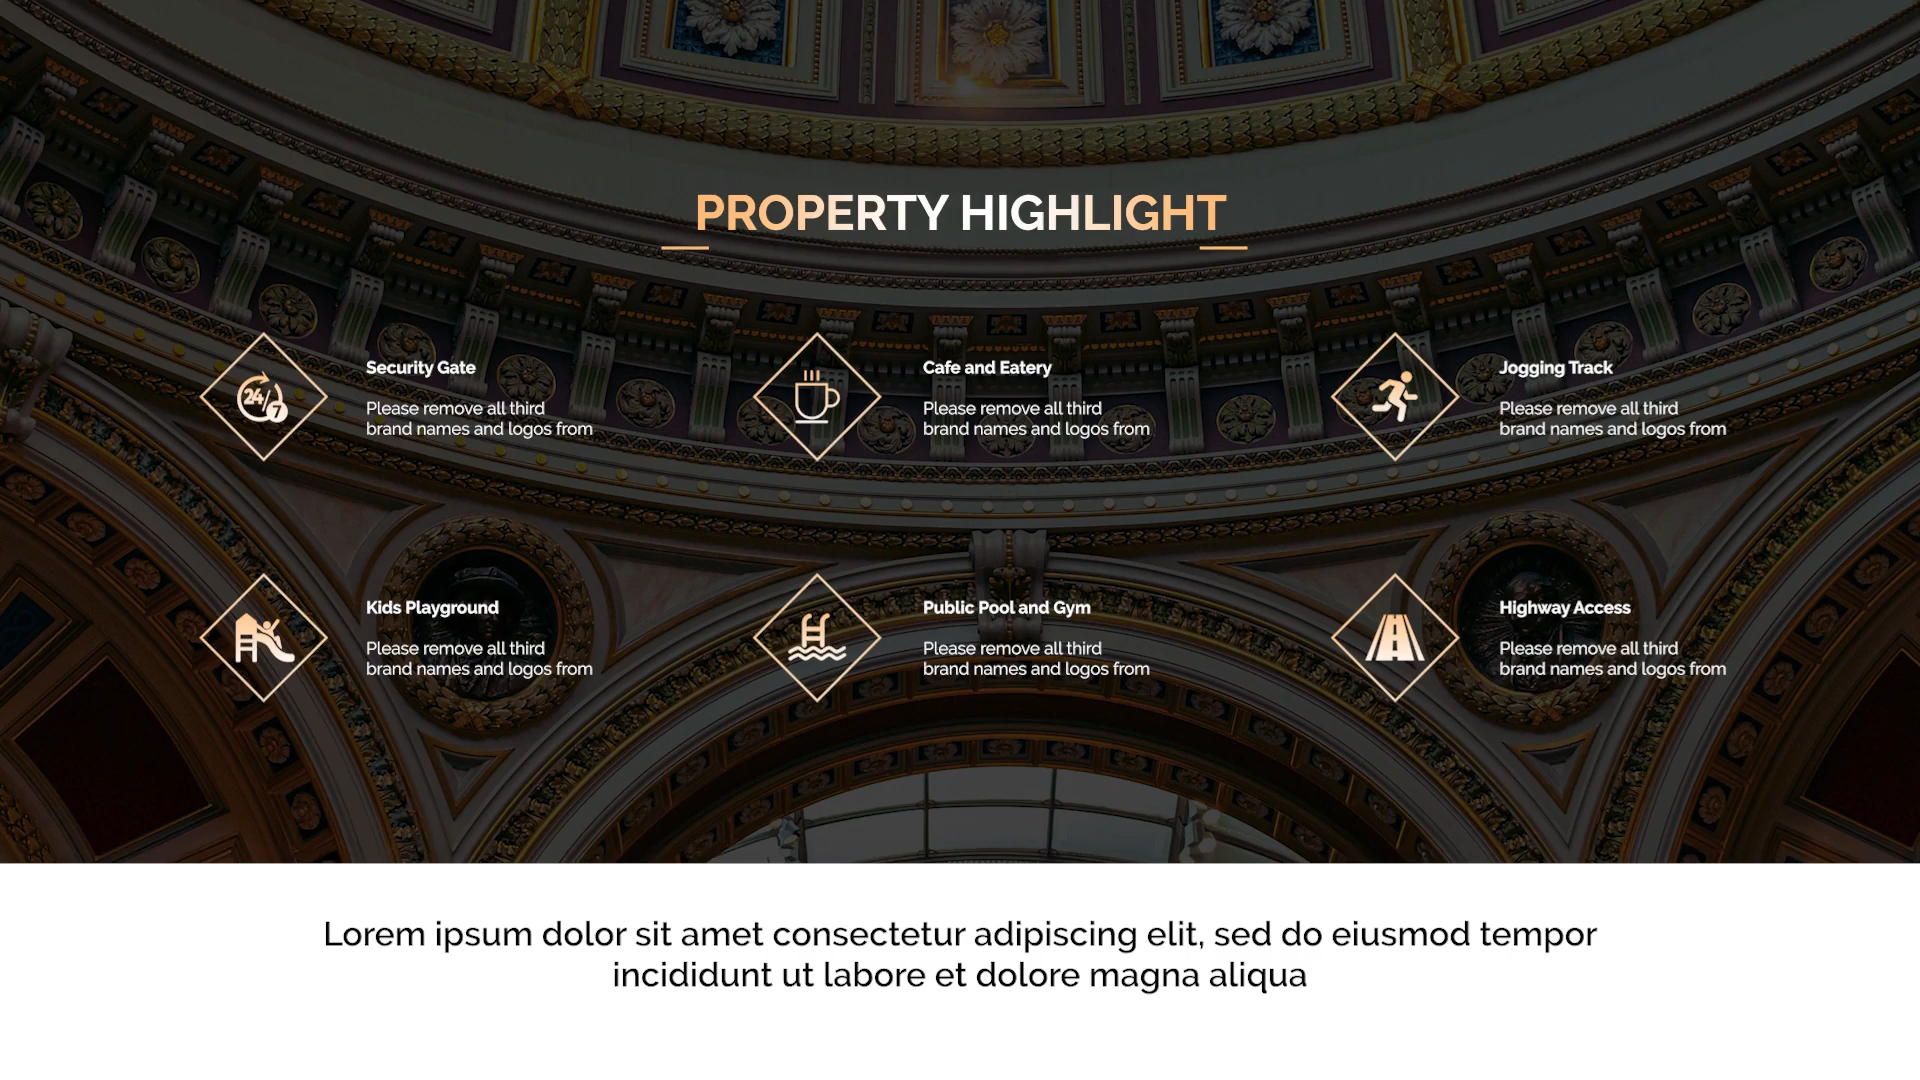 PROPERTY HIGHLIGHT
24/7
Security Gate
Please remove all third
brand names and logos from
Cafe and Eatery
Please remove all third
brand names and logos from
Jogging Track
Please remove all third
brand names and logos from
Kids Playground
Please remove all third
brand names and logos from
Public Pool and Gym
Please remove all third
brand names and logos from
Highway Access
Please remove all third
brand names and logos from
Lorem ipsum dolor sit amet consectetur adipiscing elit, sed do eiusmod tempor
incididunt ut labore et dolore magna aliqua